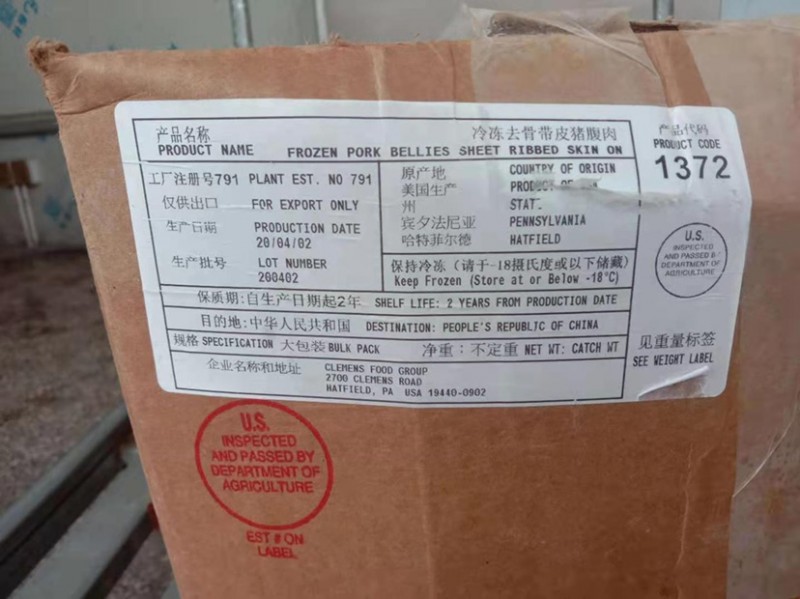 产品名称 冷冻去骨带皮猪腹肉
PRODUCT NAME FROZEN PORK BELLIES SHEET RIBBED SKIN ON
产品代码
PRODUCT CODE
1372
工厂注册号791 PLANT EST. NO 791
仅供出口 FOR EXPORT ONLY
生产日期 PRODUCTION DATE
20/04/02
生产批号 LOT NUMBER
200402
原产地 COUNTRY OF ORIGIN
美国生产
州
宾夕法尼亚 PENNSYLVANIA
哈特菲尔德 HATFIELD
保持冷冻(请于-18摄氏度或以下储藏)
Keep Frozen (Store at or Below -18°C)
U.S.
INSPECTED
AND PASSED BY
DEPARTMENT OF
AGRICULTURE
保质期:自生产日期起2年 SHELF LIFE: 2 YEARS FROM PRODUCTION DATE
目的地:中华人民共和国 DESTINATION: PEOPLE'S REPUBLIC OF CHINA
规格 SPECIFICATION 大包装 BULK PACK 净重:不定重 NET WT: CATCH WT
见重量标签
SEE WEIGHT LABEL
企业名称和地址 CLEMENS FOOD GROUP
2700 CLEMENS ROAD
HATFIELD, PA USA 19440-0902
U.S.
INSPECTED
AND PASSED BY
DEPARTMENT OF
AGRICULTURE
EST # ON
LABEL